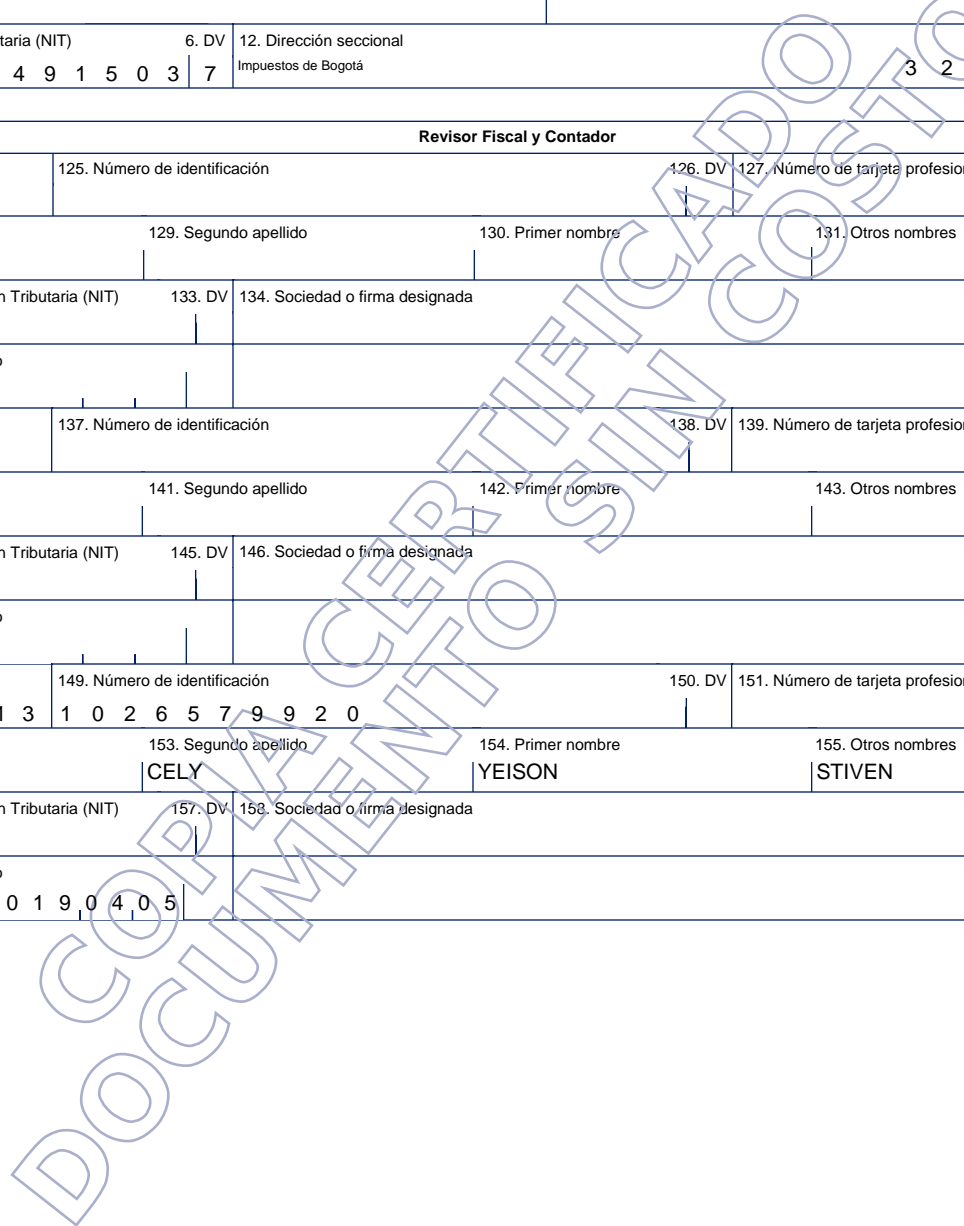 taria (NIT) 6. DV 12. Dirección seccional
4 9 1 5 0 3 7 Impuestos de Bogotá 3 2
Revisor Fiscal y Contador
125. Número de identificación 126. DV 127. Número de tarjeta profesion
129. Segundo apellido 130. Primer nombre 131. Otros nombres
n Tributaria (NIT) 133. DV 134. Sociedad o firma designada
o
137. Número de identificación 138. DV 139. Número de tarjeta profesion
141. Segundo apellido 142. Primer nombre 143. Otros nombres
n Tributaria (NIT) 145. DV 146. Sociedad o firma designada
o
149. Número de identificación 150. DV 151. Número de tarjeta profesion
1 3 1 0 2 6 5 7 9 9 2 0
153. Segundo apellido 154. Primer nombre 155. Otros nombres
CELY YEISON STIVEN
n Tributaria (NIT) 157. DV 158. Sociedad o firma designada
o
0 1 9 0 4 0 5
COPIA CERTIFICADO
DOCUMENTO SIN COSTO